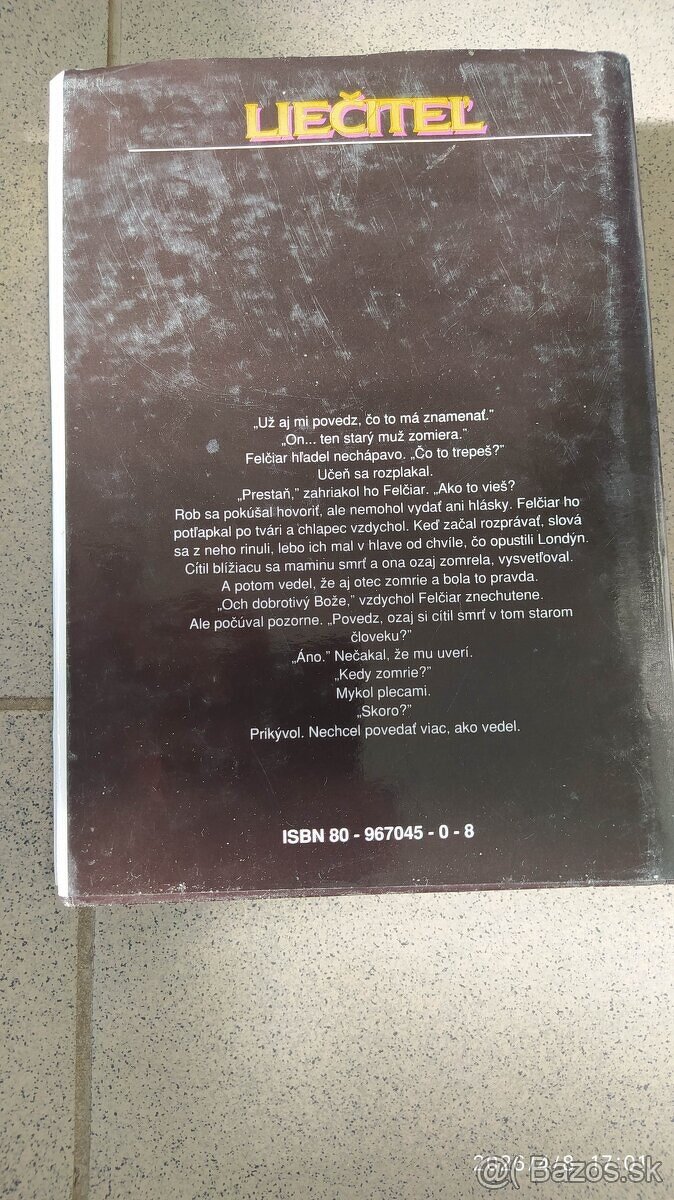 LIEČITEĽ
„Už aj mi povedz, čo to má znamenať.”
„On... ten starý muž zomiera.”
Felčiar hľadel nechápavo. „Čo to trepeš?”
Učeň sa rozplakal.
„Prestaň,” zahriakol ho Felčiar. „Ako to vieš?
Rob sa pokúšal hovoriť, ale nemohol vydať ani hlásky. Felčiar ho
potľapkal po tvári a chlapec vzdychol. Keď začal rozprávať, slová
sa z neho rinuli, lebo ich mal v hlave od chvíle, čo opustili Londýn.
Cítil blížiacu sa maminu smrť a ona ozaj zomrela, vysvetľoval.
A potom vedel, že aj otec zomrie a bola to pravda.
„Och dobrotivý Bože,” vzdychol Felčiar znechutene.
Ale počúval pozorne. „Povedz, ozaj si cítil smrť v tom starom
človeku?”
„Áno.” Nečakal, že mu uverí.
„Kedy zomrie?”
Mykol plecami.
„Skoro?”
Prikývol. Nechcel povedať viac, ako vedel.
ISBN 80 - 967045 - 0 - 8
2026 /8 17:01
Bazos.sk